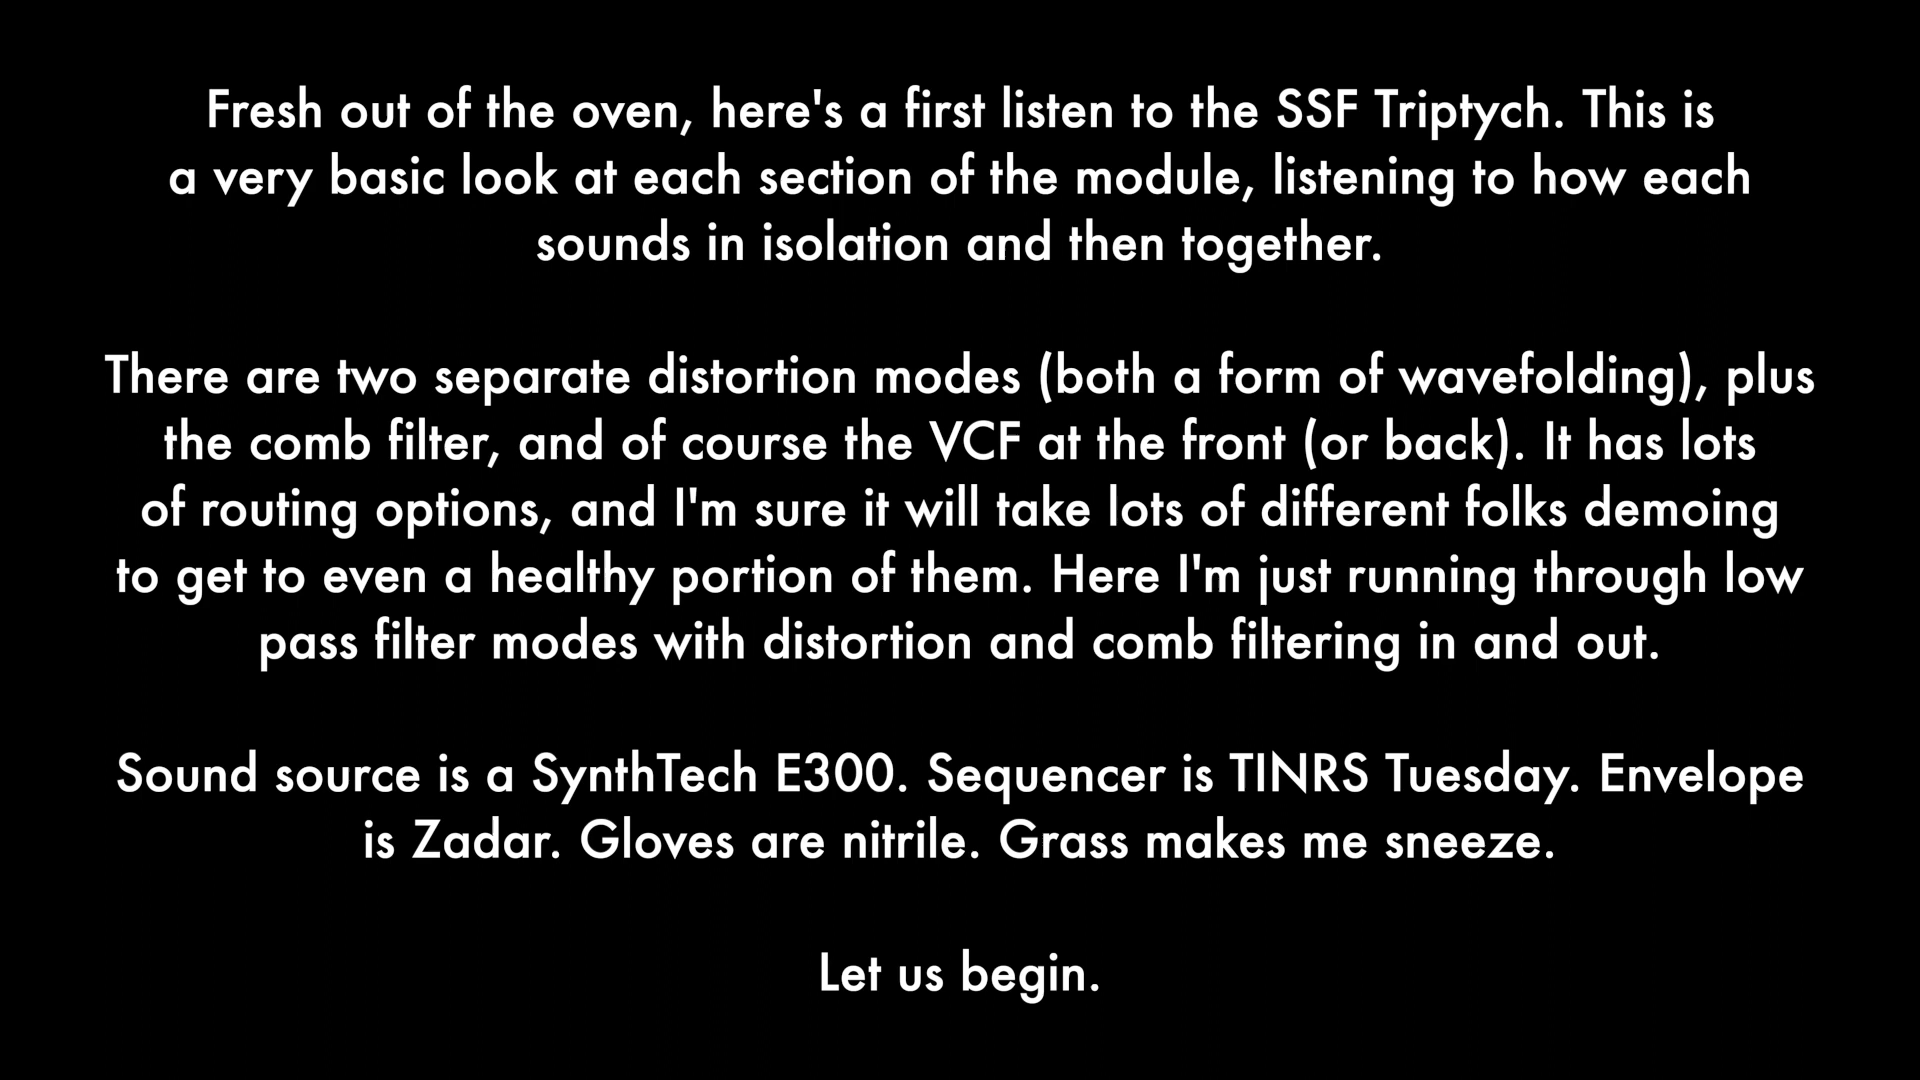 Fresh out of the oven, here's a first listen to the SSF Triptych. This is
a very basic look at each section of the module, listening to how each
sounds in isolation and then together.
There are two separate distortion modes (both a form of wavefolding), plus
the comb filter, and of course the VCF at the front (or back). It has lots
of routing options, and I'm sure it will take lots of different folks demoing
to get to even a healthy portion of them. Here I'm just running through low
pass filter modes with distortion and comb filtering in and out.
Sound source is a SynthTech E300. Sequencer is TINRS Tuesday. Envelope
is Zadar. Gloves are nitrile. Grass makes me sneeze.
Let us begin.